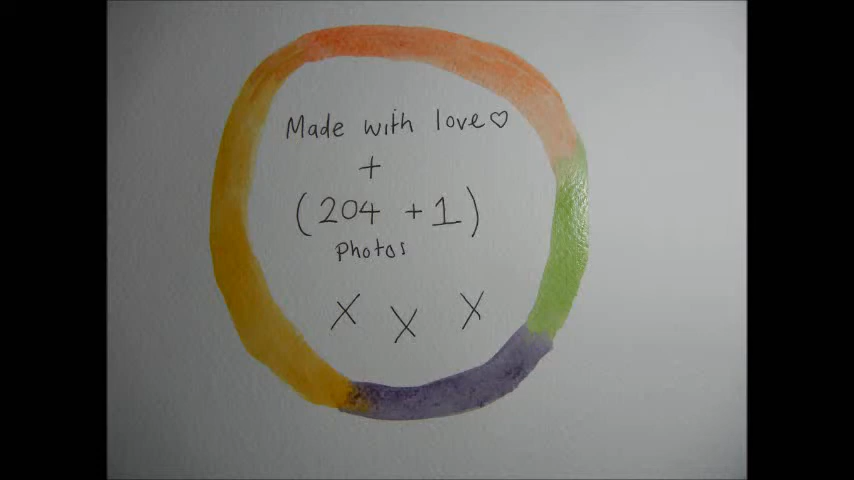 Made with love♡
+
(204 + 1)
Photos
X X X